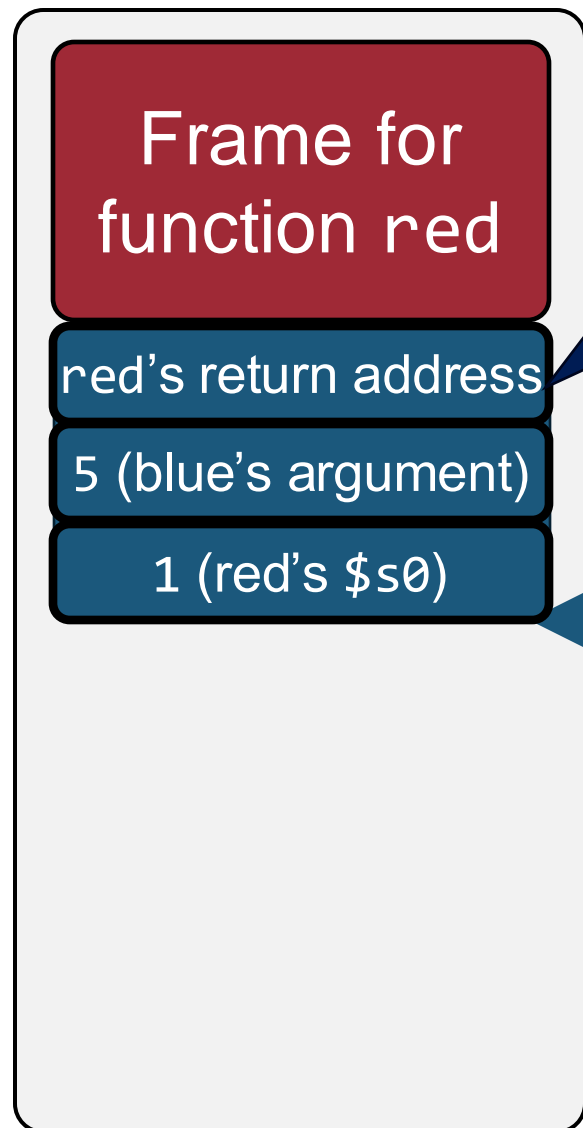 Frame for
function red
red’s return address
5 (blue’s argument)
1 (red’s $s0)